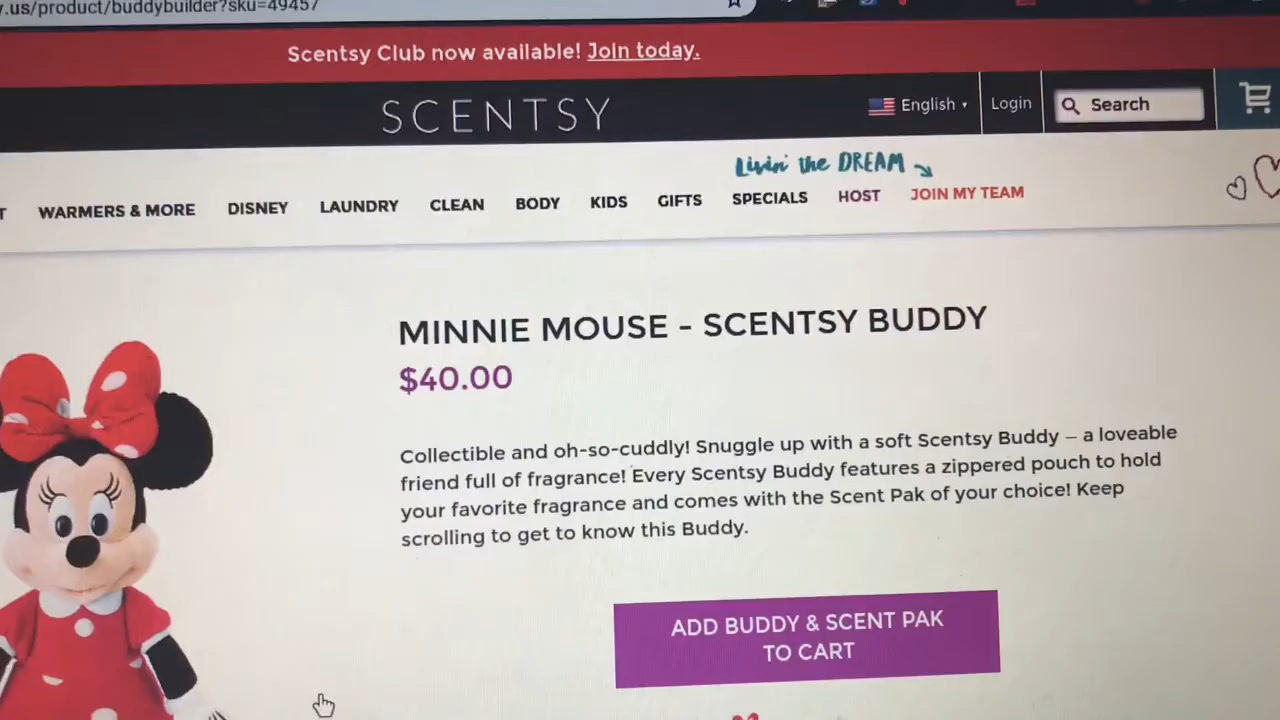 .us/product/buddybuilder?sku=49457
Scentsy Club now available! Join today.
SCENTSY
English
Login
Search
Livin' the DREAM
T
WARMERS & MORE
DISNEY
LAUNDRY
CLEAN
BODY
KIDS
GIFTS
SPECIALS
HOST
JOIN MY TEAM
MINNIE MOUSE - SCENTSY BUDDY
$40.00
Collectible and oh-so-cuddly! Snuggle up with a soft Scentsy Buddy – a loveable
friend full of fragrance! Every Scentsy Buddy features a zippered pouch to hold
your favorite fragrance and comes with the Scent Pak of your choice! Keep
scrolling to get to know this Buddy.
ADD BUDDY & SCENT PAK
TO CART